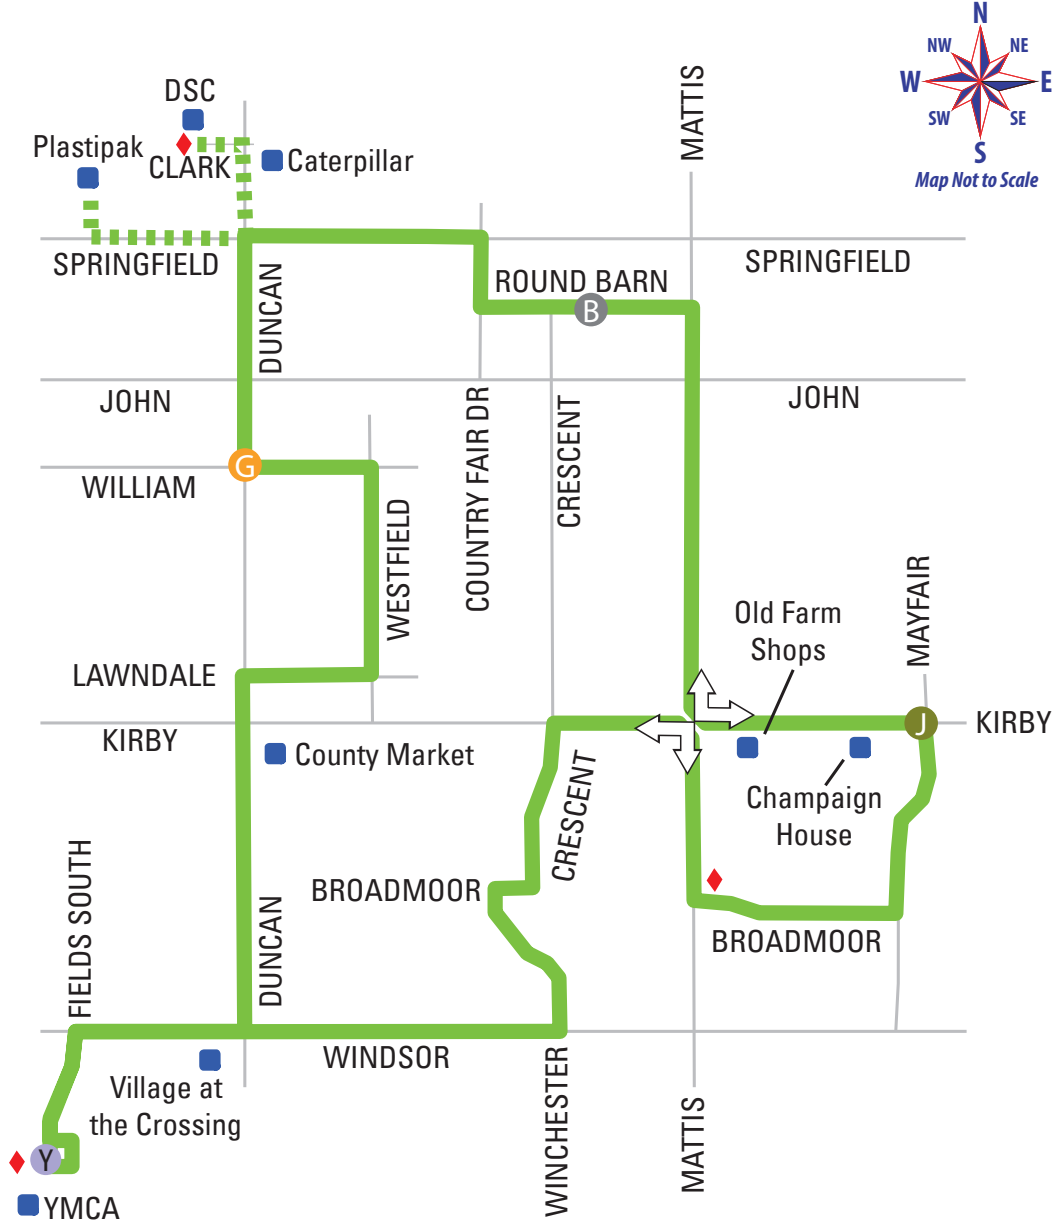 N
NW
NE
W
E
SW
SE
S
Map Not to Scale
MATTIS
DSC
Plastipak
CLARK
Caterpillar
SPRINGFIELD
SPRINGFIELD
ROUND BARN
B
DUNCAN
JOHN
JOHN
COUNTRY FAIR DR
CRESCENT
G
WILLIAM
WESTFIELD
MAYFAIR
Old Farm
Shops
LAWNDALE
KIRBY
J
KIRBY
County Market
CRESCENT
Champaign
House
FIELDS SOUTH
BROADMOOR
DUNCAN
BROADMOOR
WINDSOR
Village at
the Crossing
WINCHESTER
MATTIS
Y
YMCA